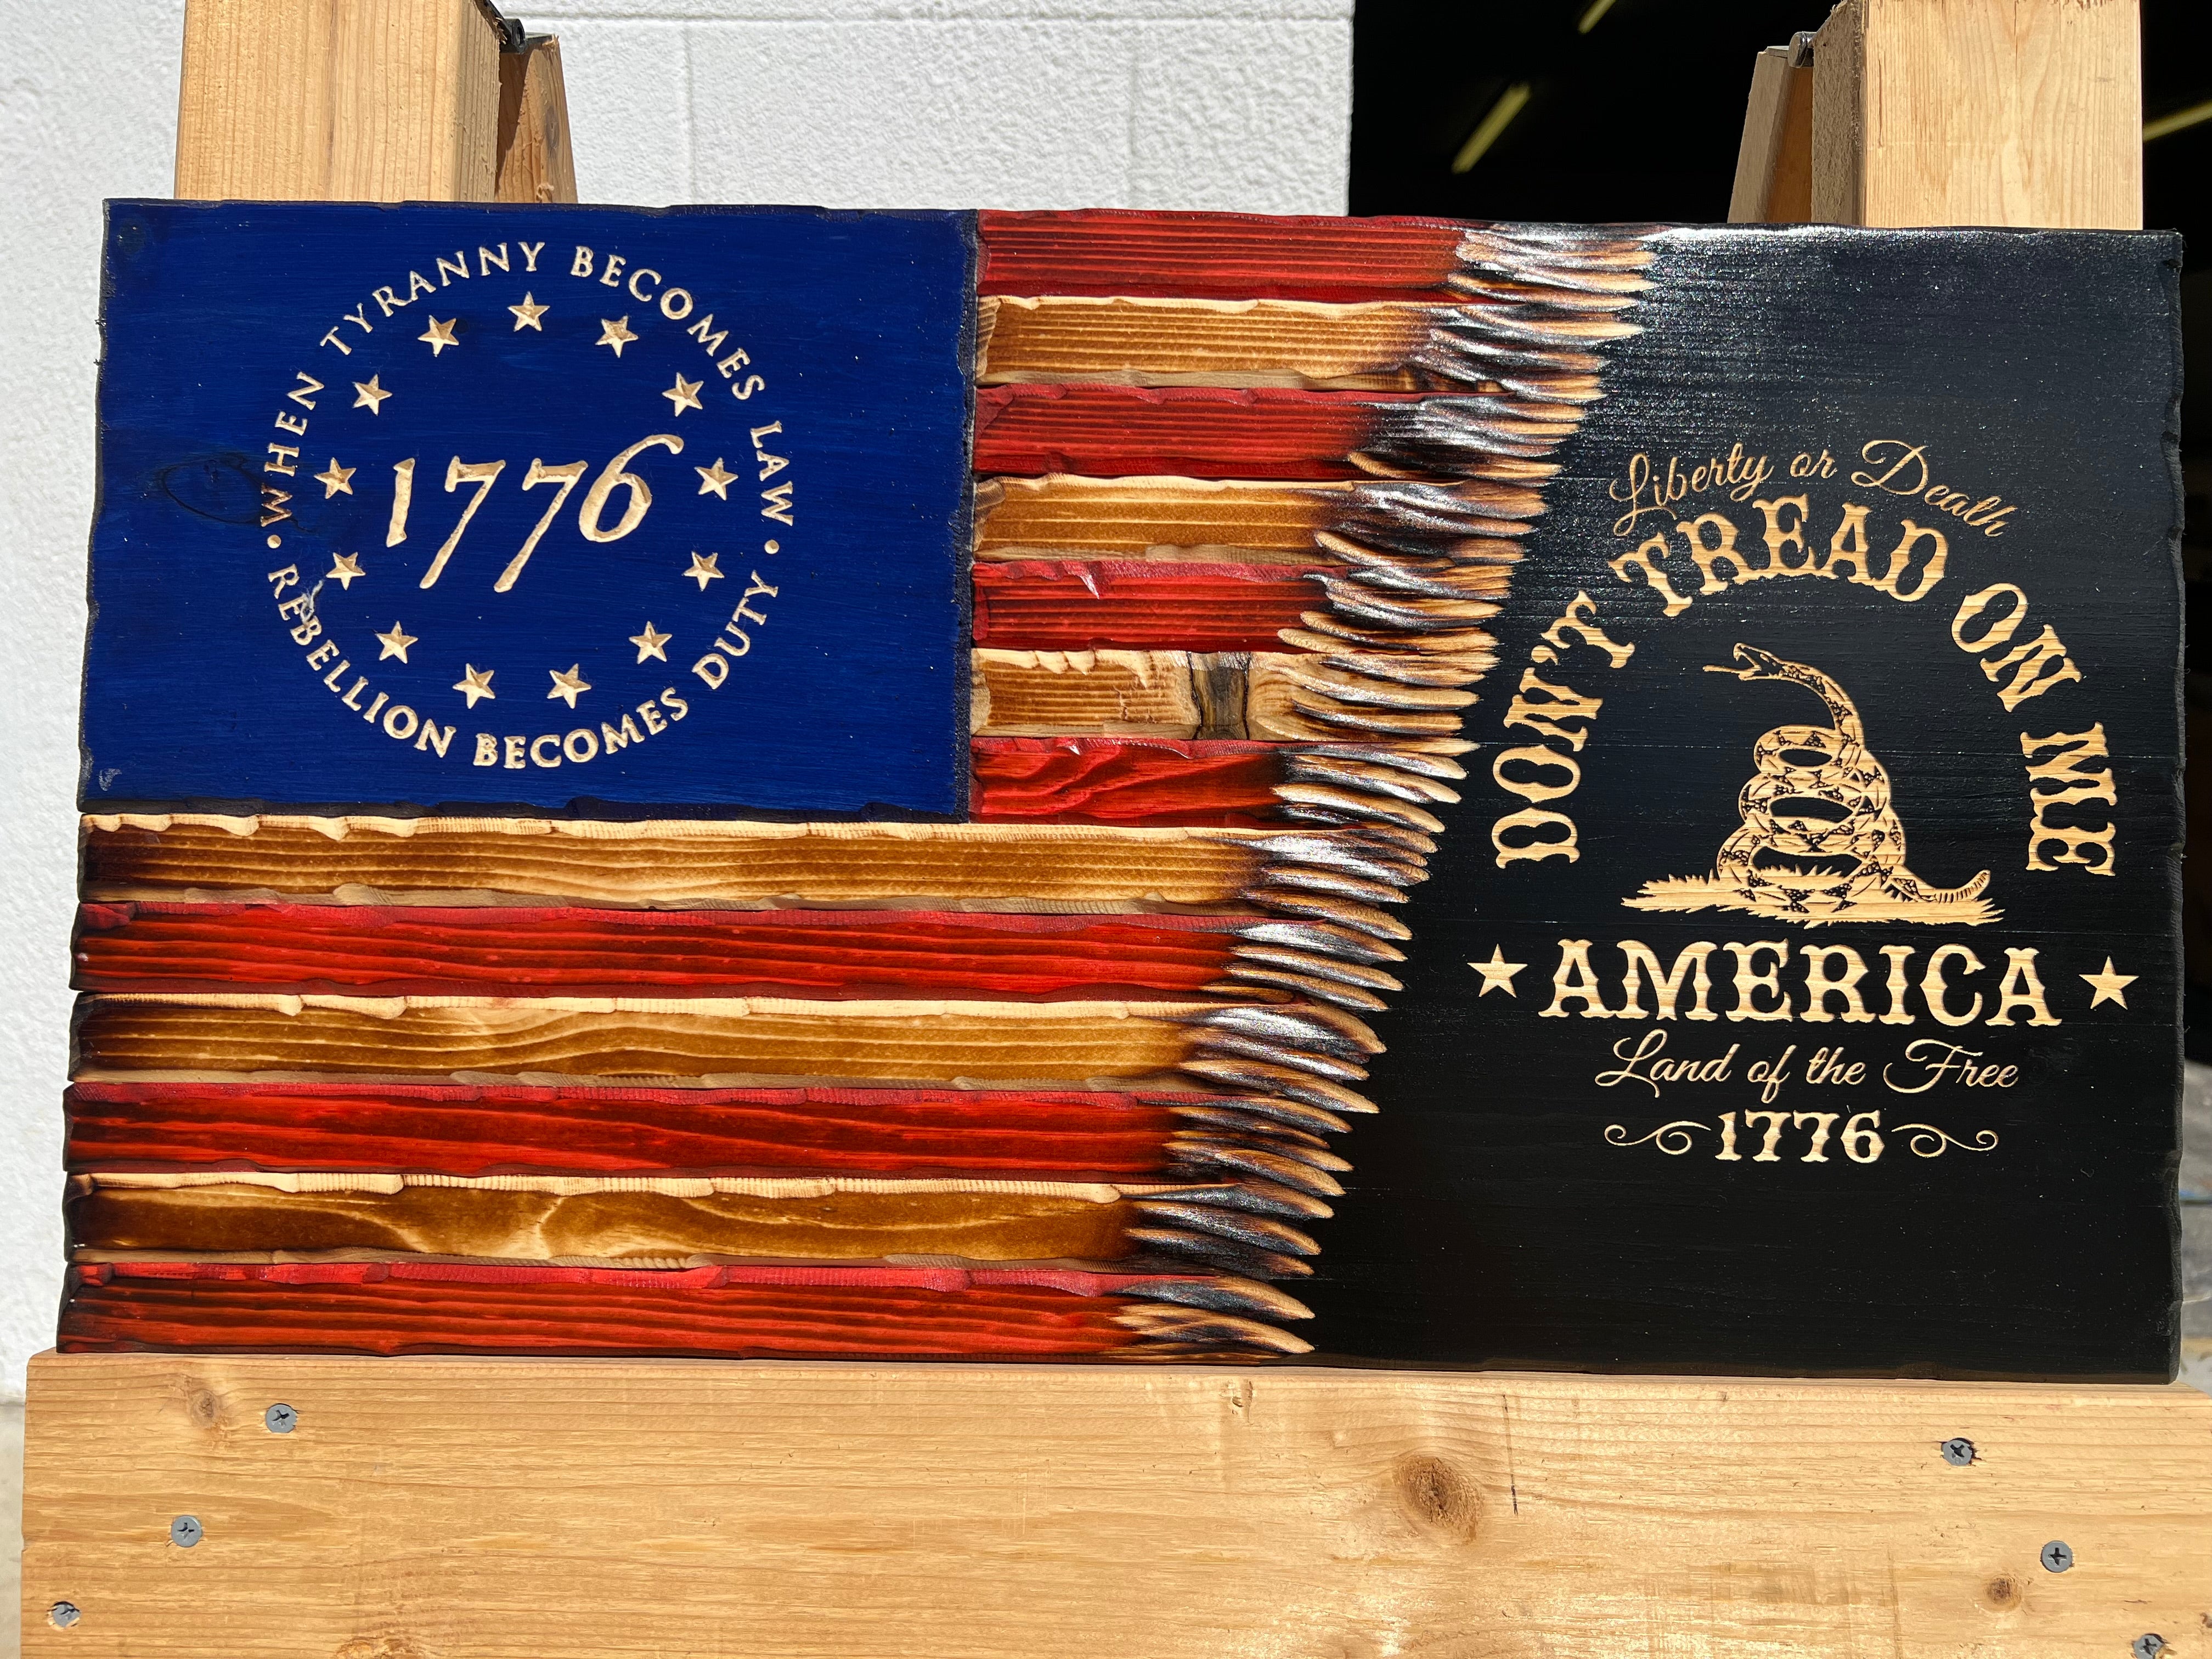 WHEN TYRANNY BECOMES LAW
1776
• REBELLION BECOMES DUTY •
Liberty or Death
DON'T TREAD ON ME
AMERICA
Land of the Free
1776